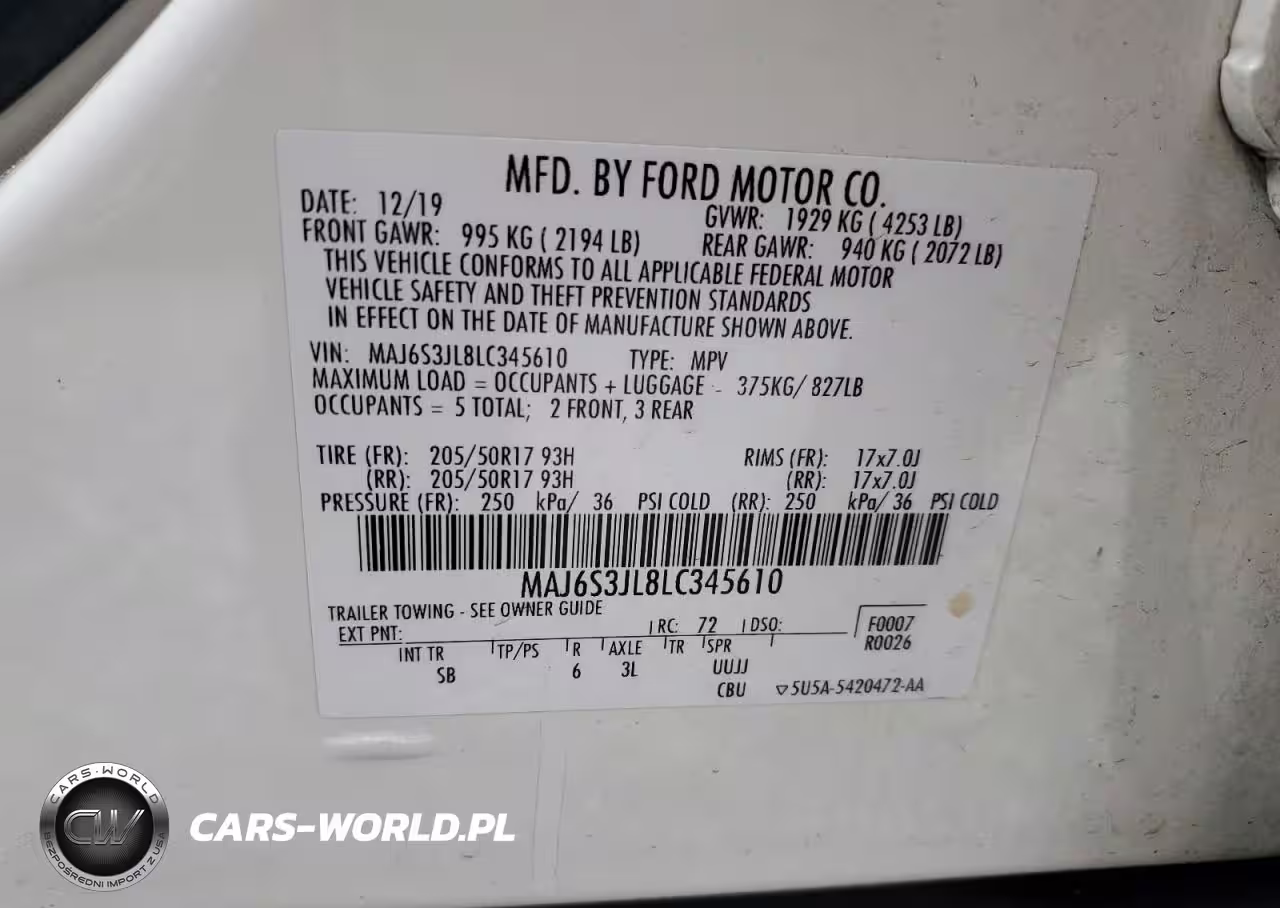 MFD. BY FORD MOTOR CO.
DATE: 12/19 GVWR: 1929 KG ( 4253 LB)
FRONT GAWR: 995 KG ( 2194 LB) REAR GAWR: 940 KG ( 2072 LB)
THIS VEHICLE CONFORMS TO ALL APPLICABLE FEDERAL MOTOR
VEHICLE SAFETY AND THEFT PREVENTION STANDARDS
IN EFFECT ON THE DATE OF MANUFACTURE SHOWN ABOVE.
VIN: MAJ6S3JL8LC345610 TYPE: MPV
MAXIMUM LOAD = OCCUPANTS + LUGGAGE - 375KG/ 827LB
OCCUPANTS = 5 TOTAL; 2 FRONT, 3 REAR
TIRE (FR): 205/50R17 93H RIMS (FR): 17x7.0J
(RR): 205/50R17 93H (RR): 17x7.0J
PRESSURE (FR): 250 kPa/ 36 PSI COLD (RR): 250 kPa/ 36 PSI COLD
MAJ6S3JL8LC345610
TRAILER TOWING - SEE OWNER GUIDE
EXT PNT: RC: 72 DSO: F0007
R0026
INT TR TP/PS R AXLE TR SPR
SB 6 3L UUJJ
CBU ▽5U5A-5420472-AA
CARS-WORLD
CW
BEZPOŚREDNI IMPORT Z USA
CARS-WORLD.PL